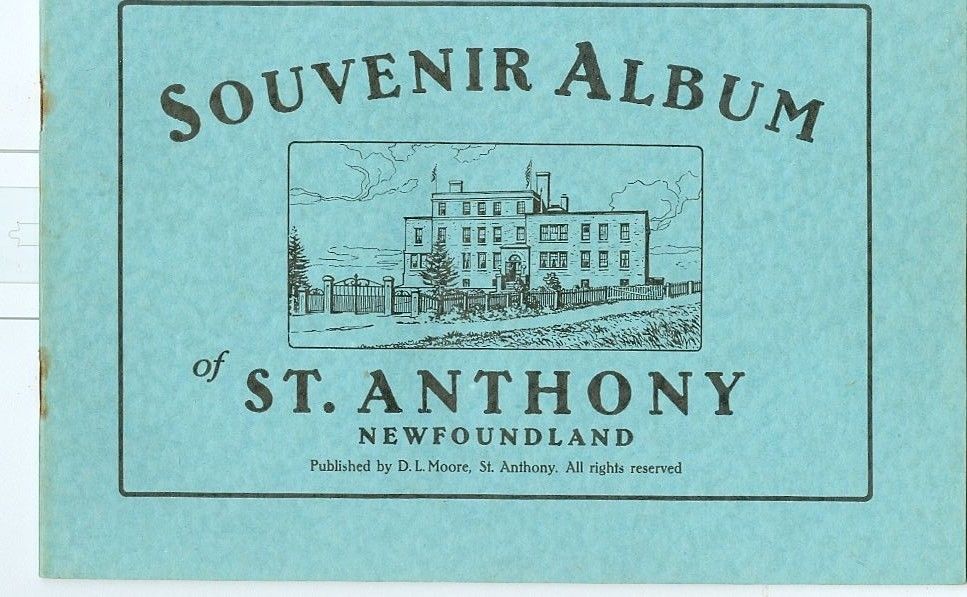 SOUVENIR ALBUM
of ST. ANTHONY
NEWFOUNDLAND
Published by D. L. Moore, St. Anthony. All rights reserved